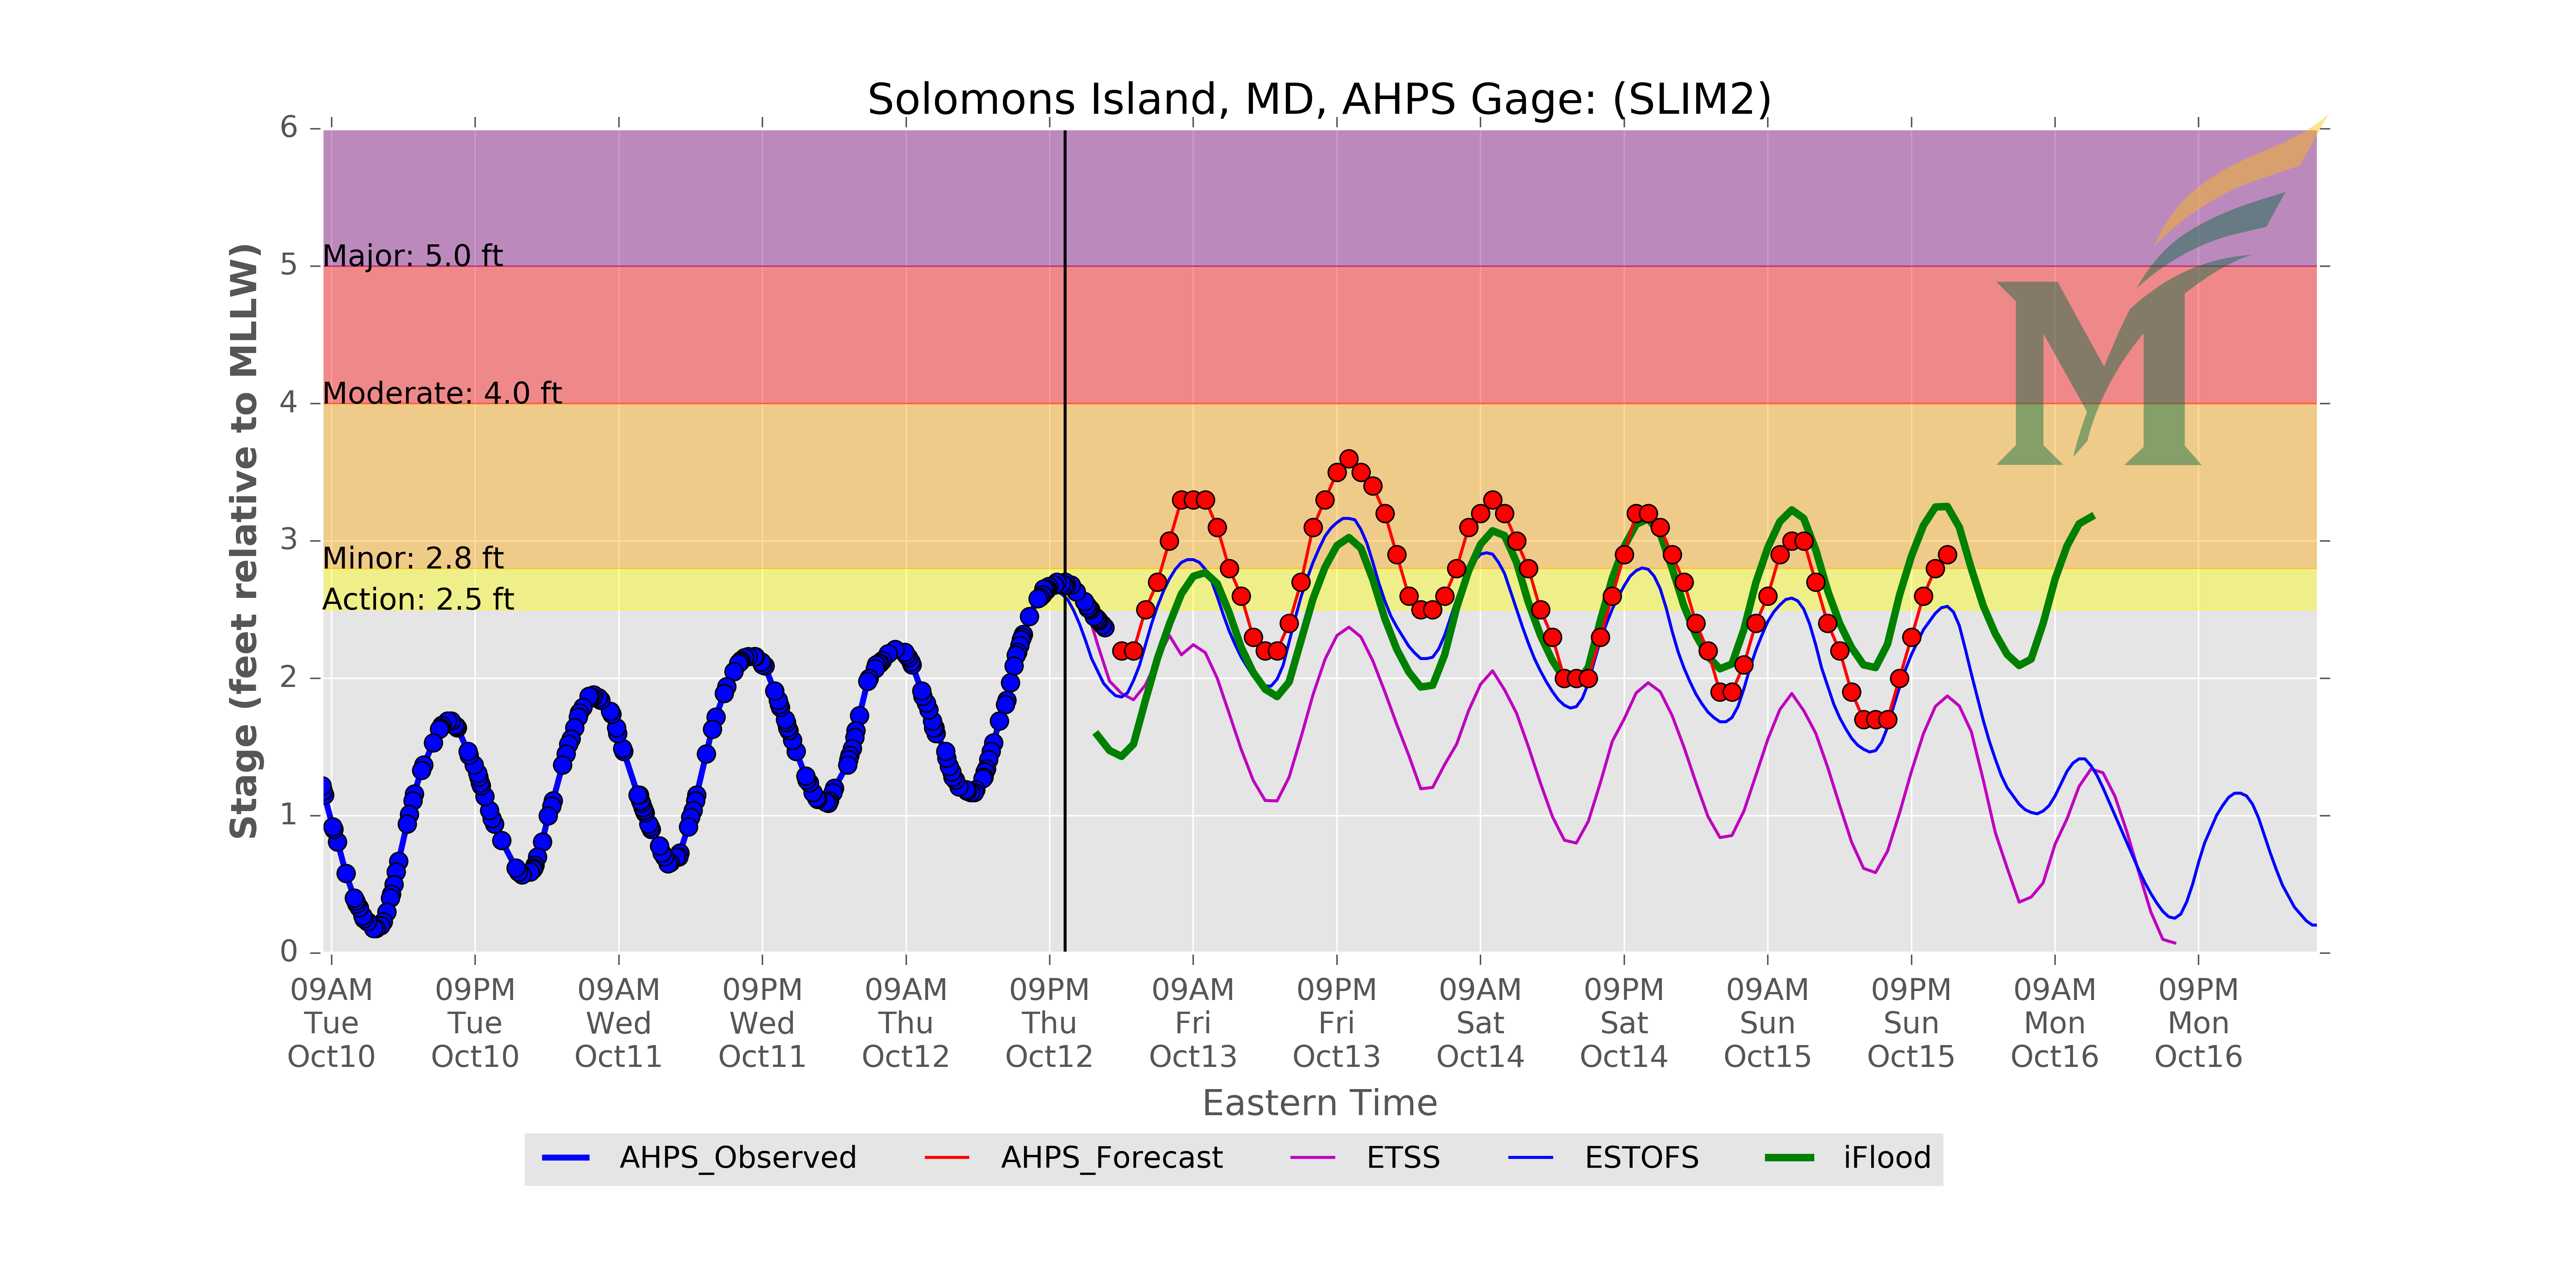 Solomons Island, MD, AHPS Gage: (SLIM2)
Stage (feet relative to MLLW)
6
5
4
3
2
1
0
Major: 5.0 ft
Moderate: 4.0 ft
Minor: 2.8 ft
Action: 2.5 ft
M
09AM 09PM 09AM 09PM 09AM 09PM 09AM 09PM 09AM 09PM 09AM 09PM 09AM 09PM
Tue Tue Wed Wed Thu Thu Fri Fri Sat Sat Sun Sun Mon Mon
Oct10 Oct10 Oct11 Oct11 Oct12 Oct12 Oct13 Oct13 Oct14 Oct14 Oct15 Oct15 Oct16 Oct16
Eastern Time
AHPS_Observed AHPS_Forecast ETSS ESTOFS iFlood